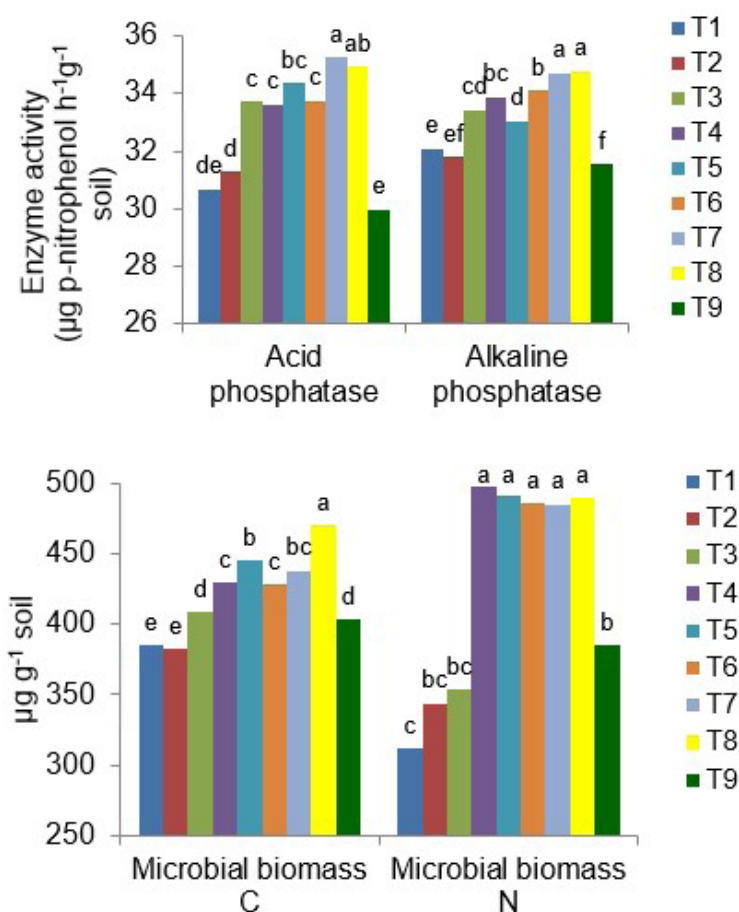 Enzyme activity
(µg p-nitrophenol h-1g-1
soil)
36
34
32
30
28
26
de
d
c
c
bc
c
a
ab
e
e
ef
cd
bc
d
b
a
a
f
Acid
phosphatase
Alkaline
phosphatase
T1
T2
T3
T4
T5
T6
T7
T8
T9
µg g-1 soil
500
450
400
350
300
250
e
e
d
c
b
c
bc
a
d
c
bc
bc
a
a
a
a
a
b
Microbial biomass
C
Microbial biomass
N
T1
T2
T3
T4
T5
T6
T7
T8
T9